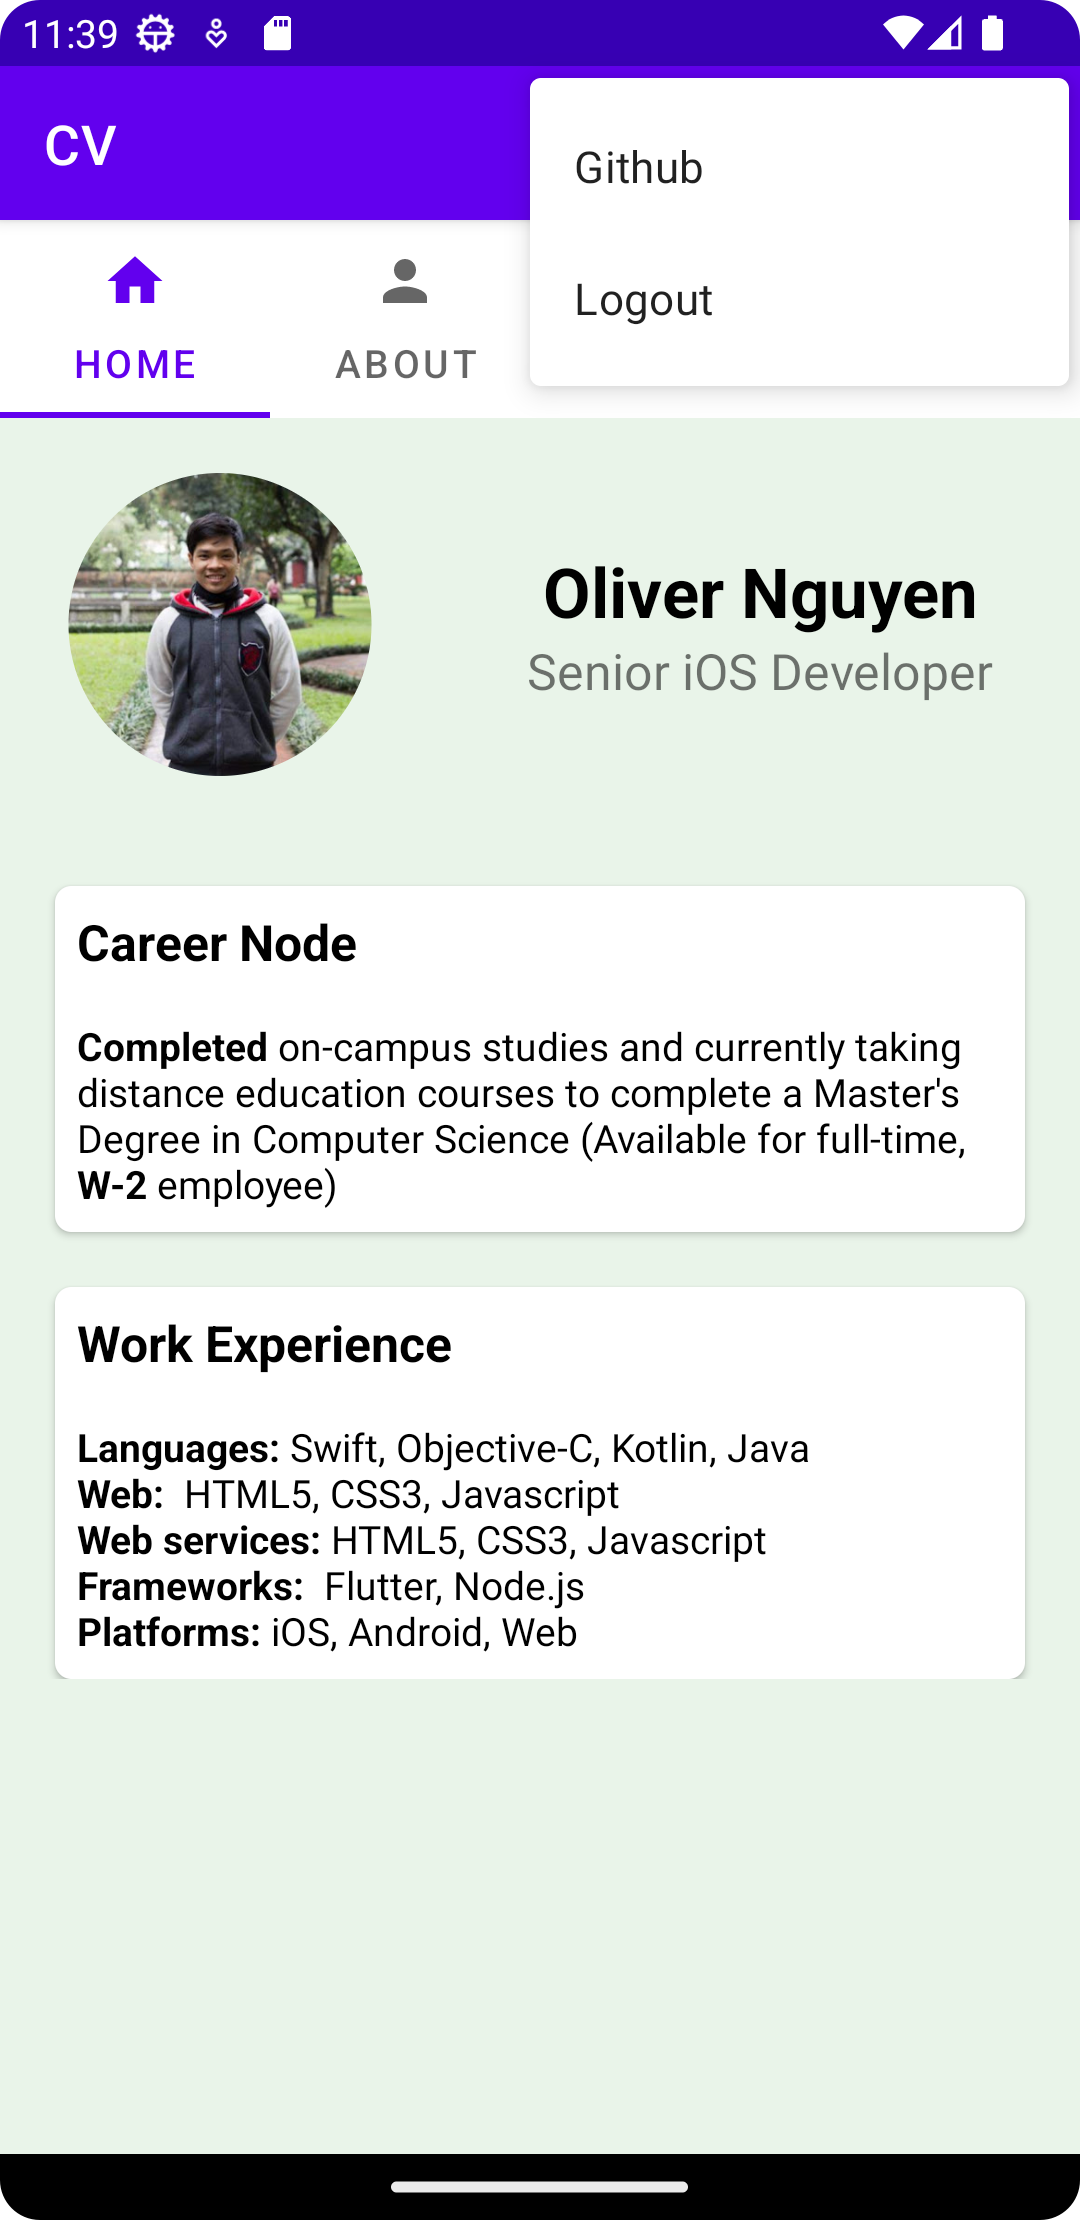 11:39
CV
Github
Logout
HOME
ABOUT
Oliver Nguyen
Senior iOS Developer
Career Node
Completed on-campus studies and currently taking
distance education courses to complete a Master's
Degree in Computer Science (Available for full-time,
W-2 employee)
Work Experience
Languages: Swift, Objective-C, Kotlin, Java
Web:  HTML5, CSS3, Javascript
Web services: HTML5, CSS3, Javascript
Frameworks:  Flutter, Node.js
Platforms: iOS, Android, Web